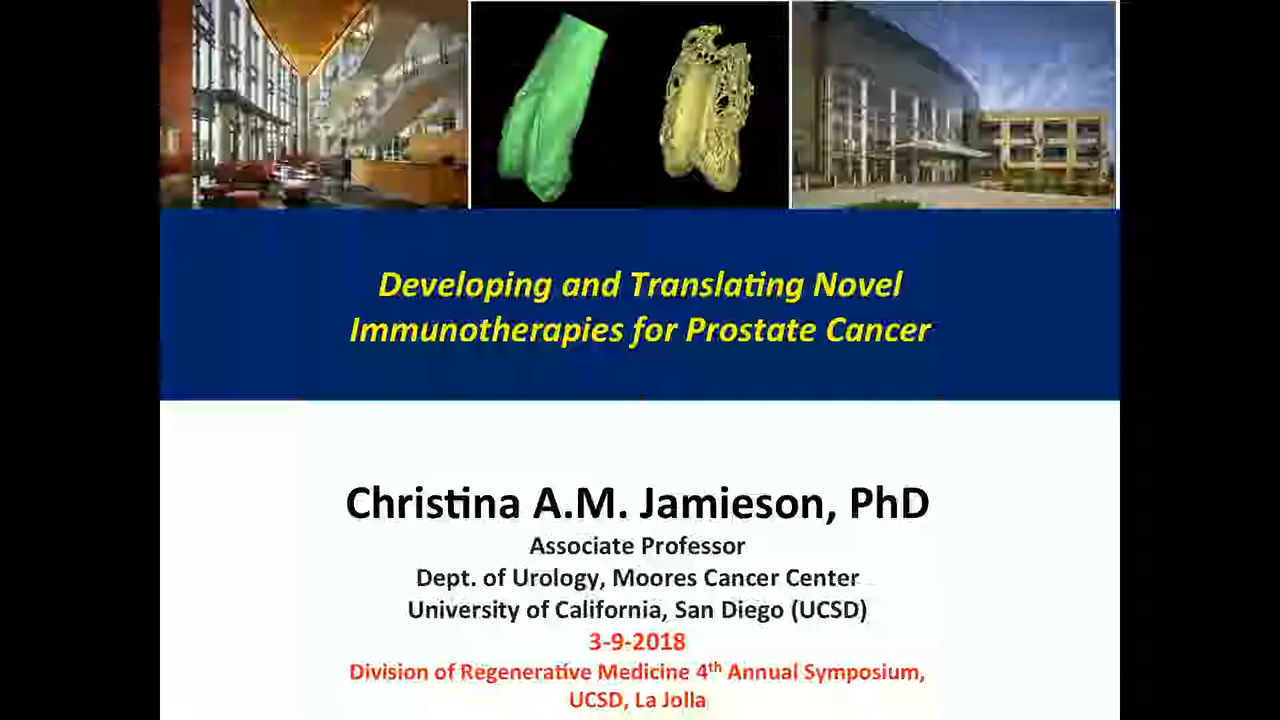 Developing and Translating Novel
Immunotherapies for Prostate Cancer
Christina A.M. Jamieson, PhD
Associate Professor
Dept. of Urology, Moores Cancer Center
University of California, San Diego (UCSD)
3-9-2018
Division of Regenerative Medicine 4th Annual Symposium,
UCSD, La Jolla